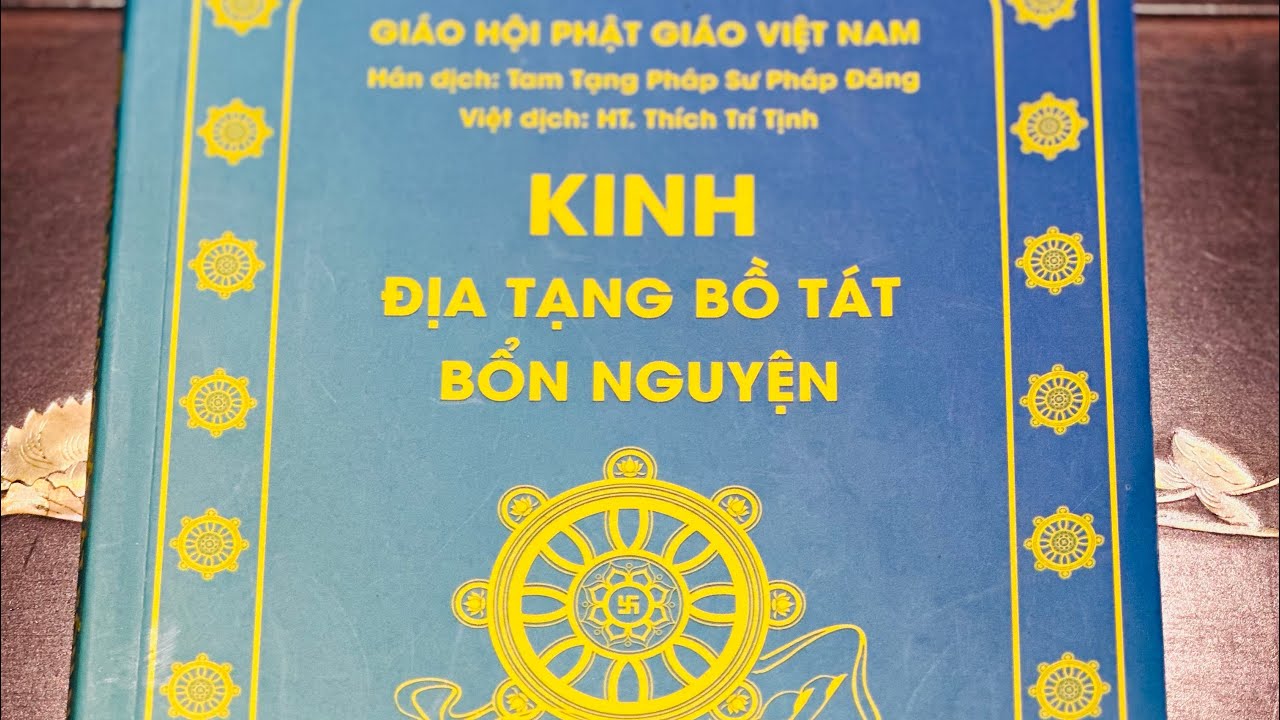 GIÁO HỘI PHẬT GIÁO VIỆT NAM
Hán dịch: Tam Tạng Pháp Sư Pháp Đăng
Việt dịch: HT. Thích Trí Tịnh
KINH
ĐỊA TẠNG BỒ TÁT
BỔN NGUYỆN
卐